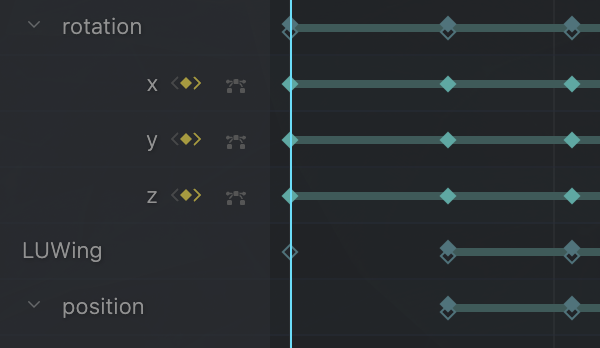 rotation
x
y
z
LUWing
position